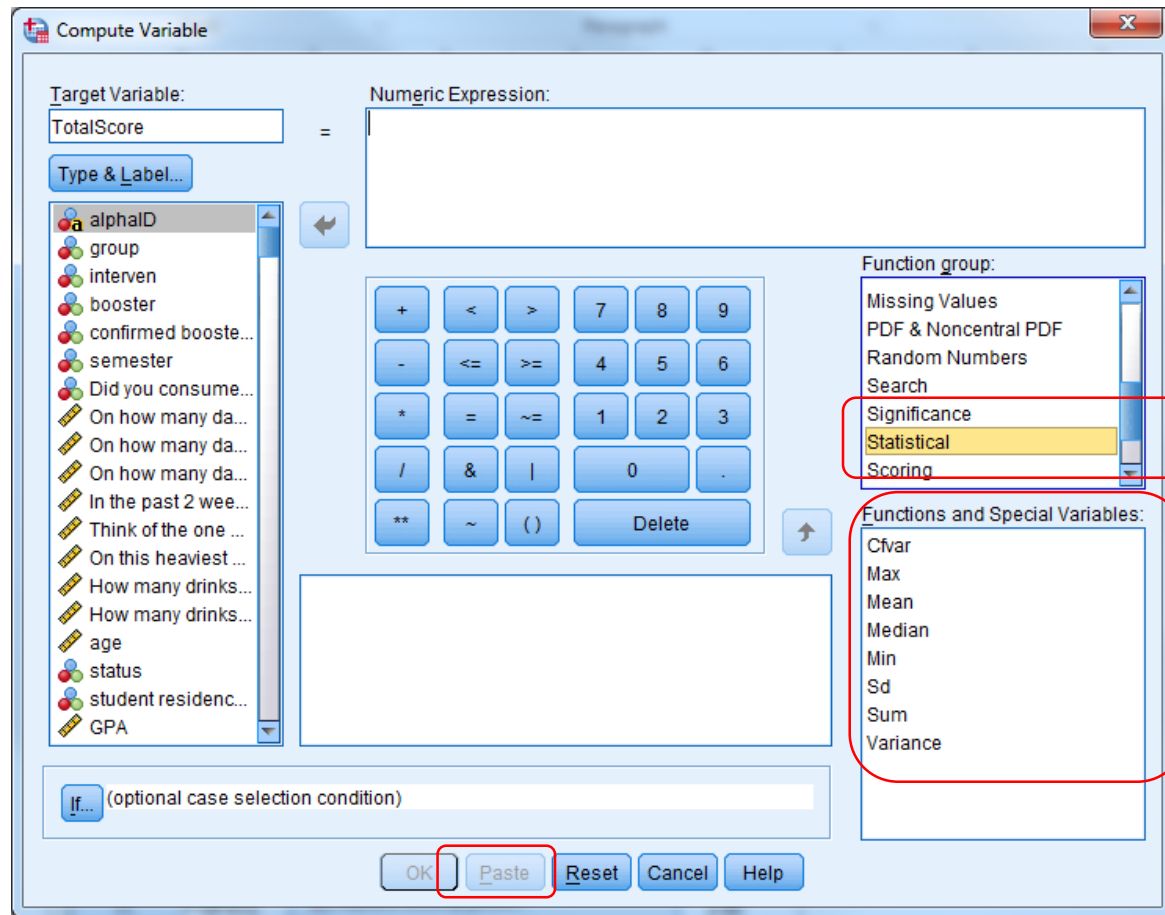 Compute Variable
Target Variable:
TotalScore
=
Numeric Expression:
Type & Label...
alphaID
group
interven
booster
confirmed booste...
semester
Did you consume...
On how many da...
On how many da...
On how many da...
In the past 2 wee...
Think of the one ...
On this heaviest ...
How many drinks...
How many drinks...
age
status
student residenc...
GPA
+ < > 7 8 9
- <= >= 4 5 6
* = ~= 1 2 3
/ & | 0 .
** ~ ( ) Delete
Function group:
Missing Values
PDF & Noncentral PDF
Random Numbers
Search
Significance
Statistical
Scoring
Functions and Special Variables:
Cfvar
Max
Mean
Median
Min
Sd
Sum
Variance
If... (optional case selection condition)
OK Paste Reset Cancel Help